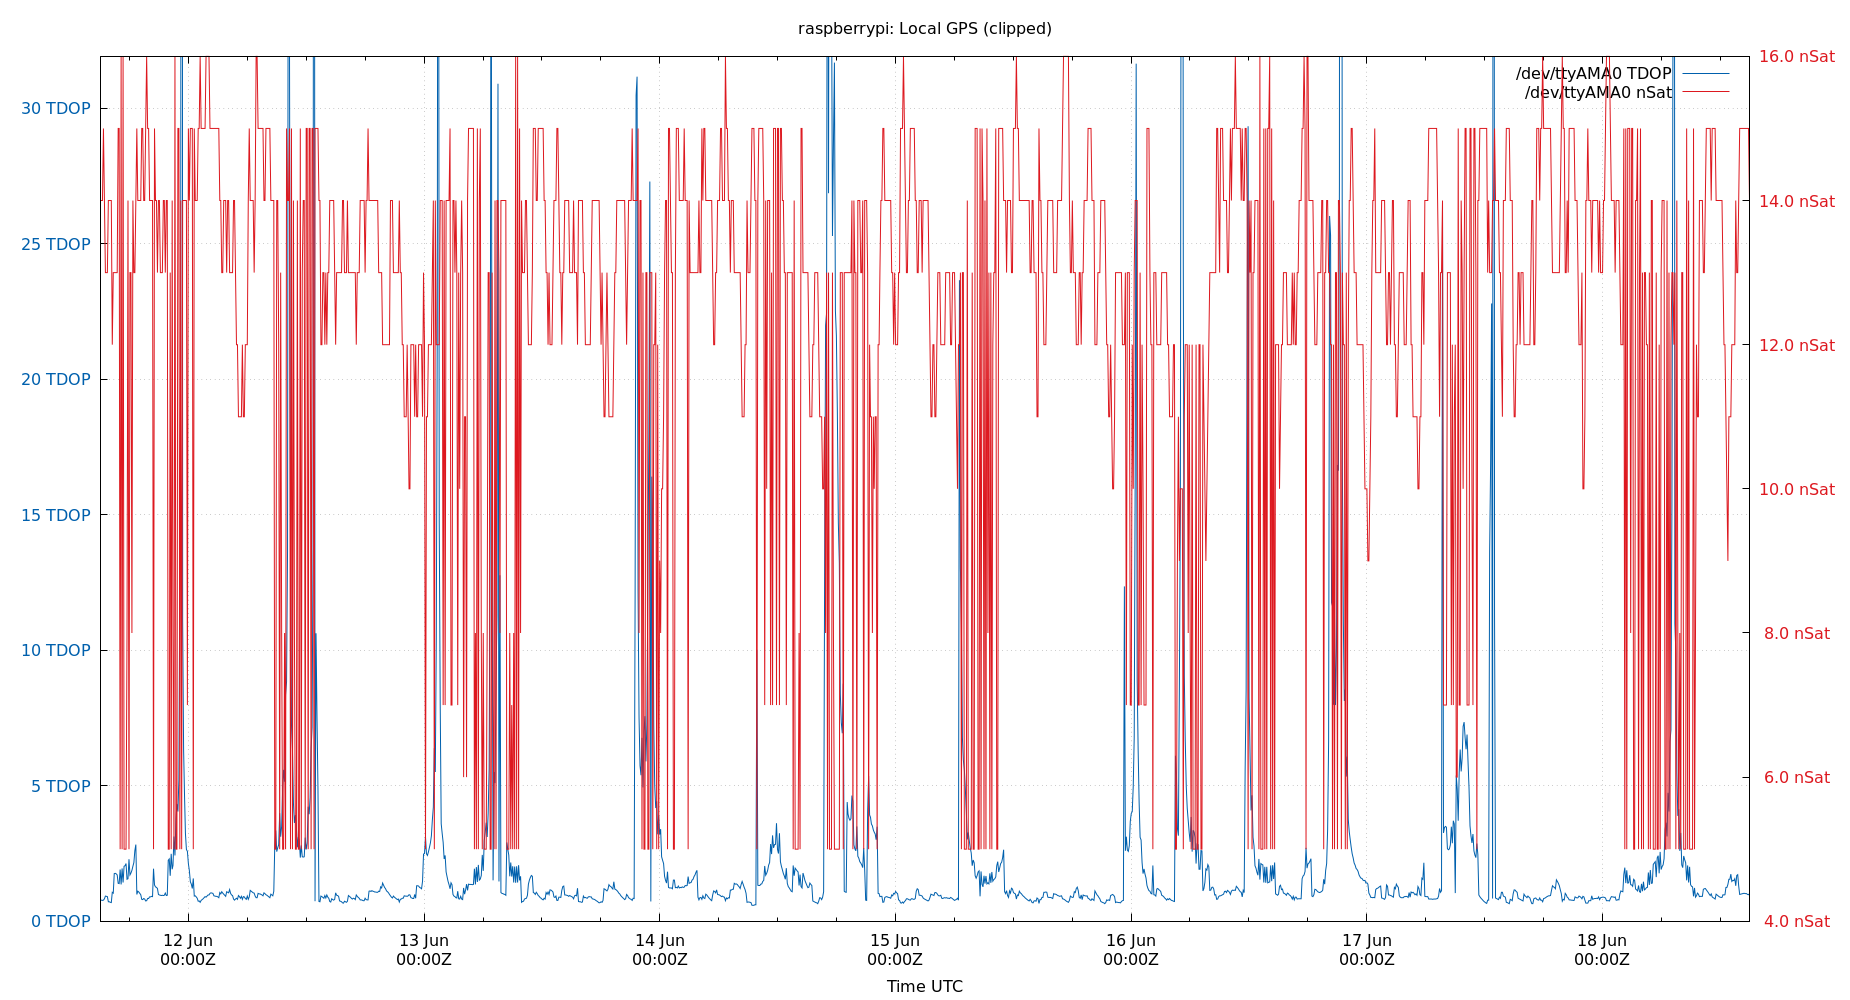 raspberrypi: Local GPS (clipped)
/dev/ttyAMA0 TDOP
/dev/ttyAMA0 nSat
30 TDOP
25 TDOP
20 TDOP
15 TDOP
10 TDOP
5 TDOP
0 TDOP
16.0 nSat
14.0 nSat
12.0 nSat
10.0 nSat
8.0 nSat
6.0 nSat
4.0 nSat
12 Jun 13 Jun 14 Jun 15 Jun 16 Jun 17 Jun 18 Jun
00:00Z 00:00Z 00:00Z 00:00Z 00:00Z 00:00Z 00:00Z
Time UTC